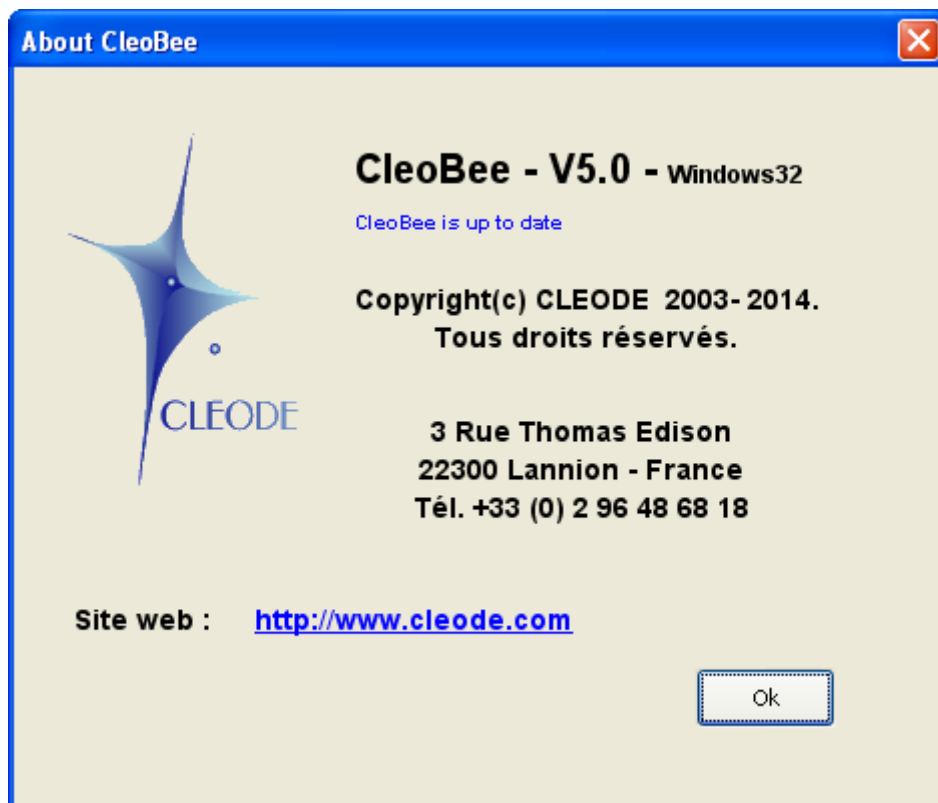 About CleoBee
CleoBee - V5.0 - Windows32
CleoBee is up to date
Copyright(c) CLEODE 2003-2014.
Tous droits réservés.
CLEODE
3 Rue Thomas Edison
22300 Lannion - France
Tél. +33 (0) 2 96 48 68 18
Site web : http://www.cleode.com
Ok